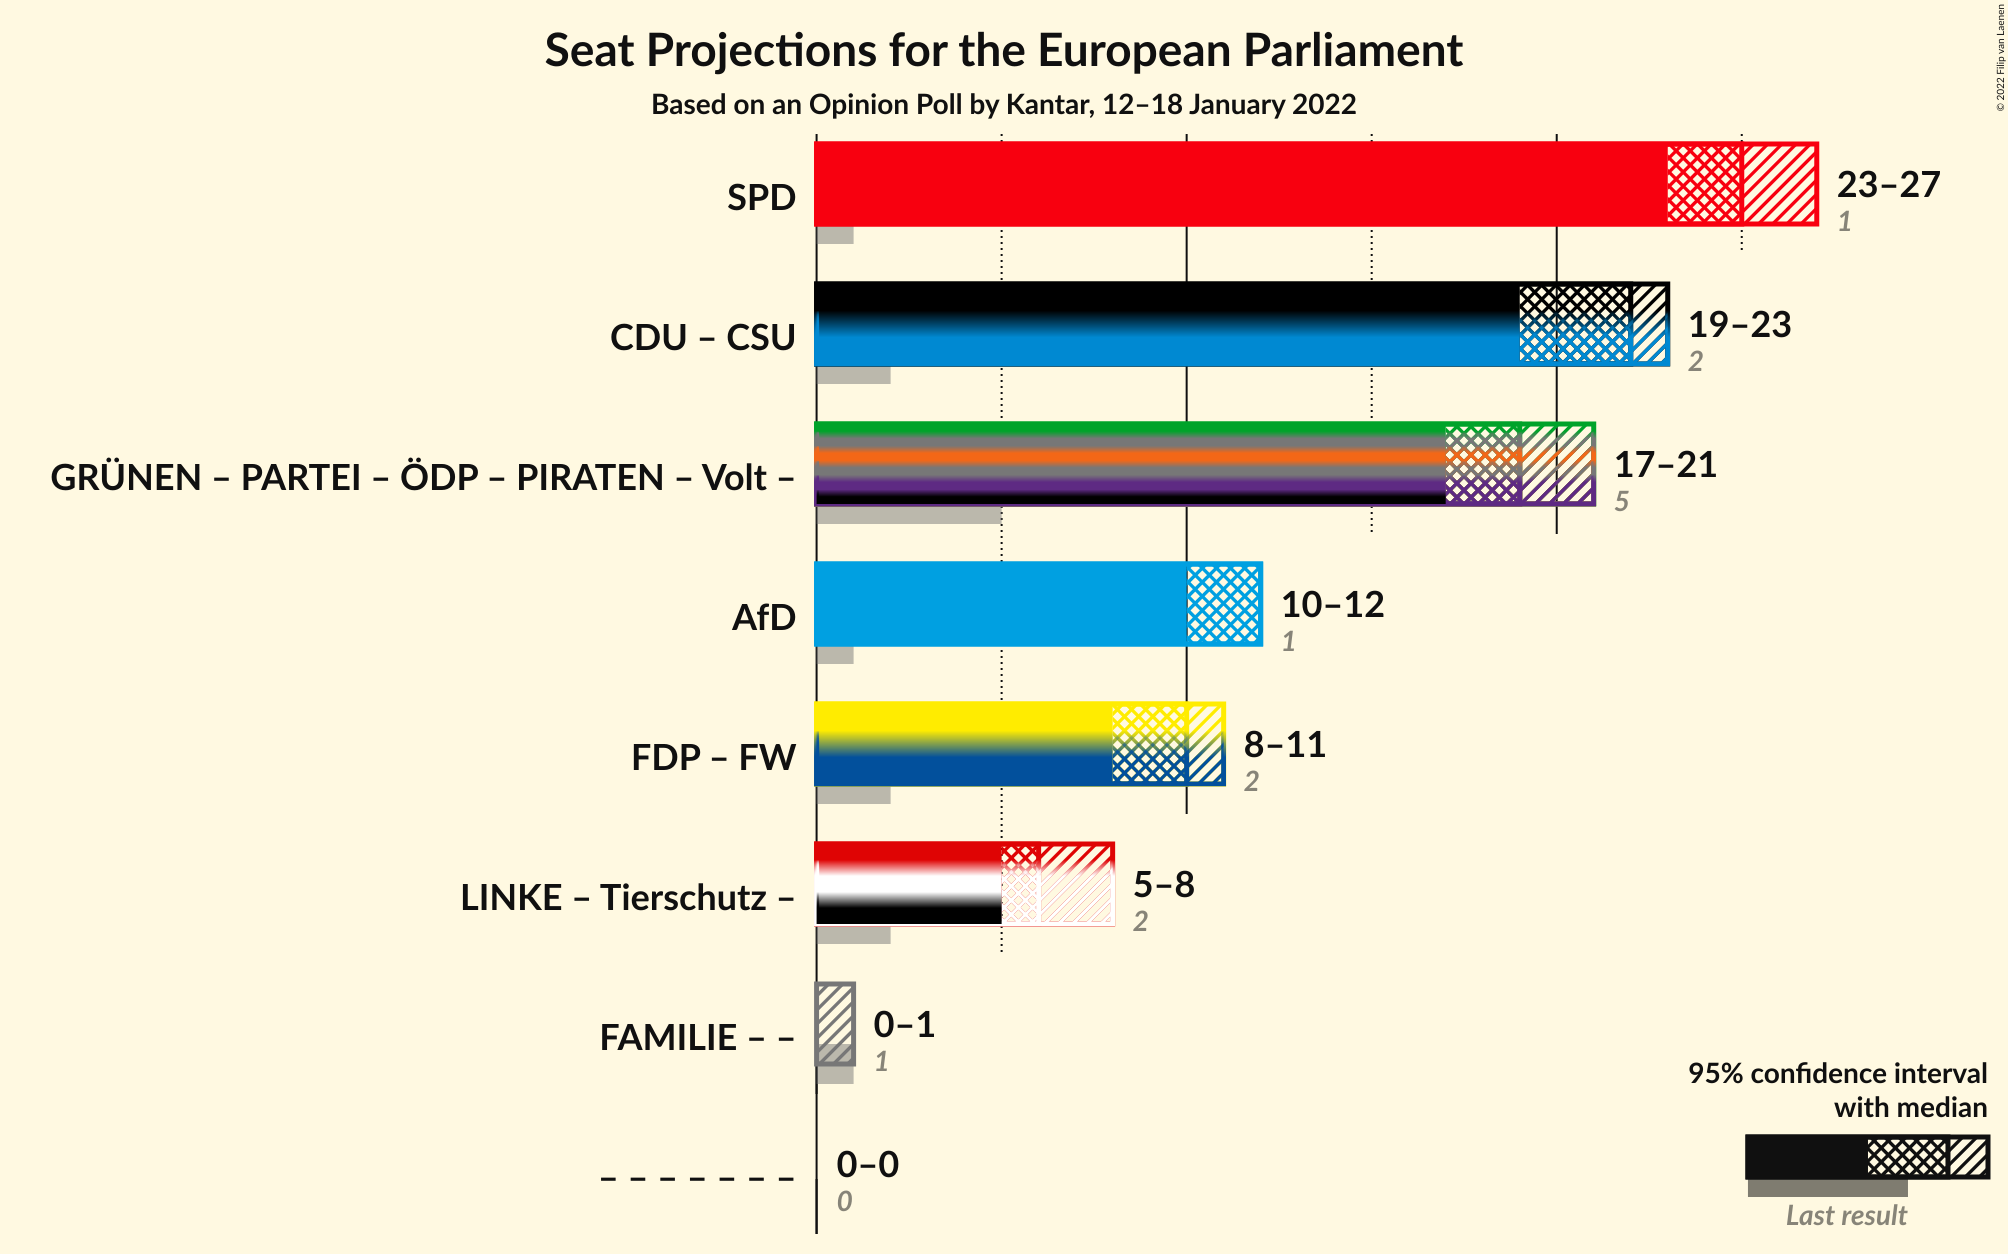 Seat Projections for the European Parliament
Based on an Opinion Poll by Kantar, 12–18 January 2022
© 2022 Filip van Laenen
SPD
23–27
1
CDU – CSU
19–23
2
GRÜNEN – PARTEI – ÖDP – PIRATEN – Volt –
17–21
5
AfD
10–12
1
FDP – FW
8–11
2
LINKE – Tierschutz –
5–8
2
FAMILIE – –
0–1
1
– – – – – – –
0–0
0
95% confidence interval
with median
Last result